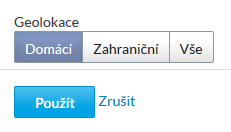 Geolokace
Domácí Zahraniční Vše
Použít Zrušit